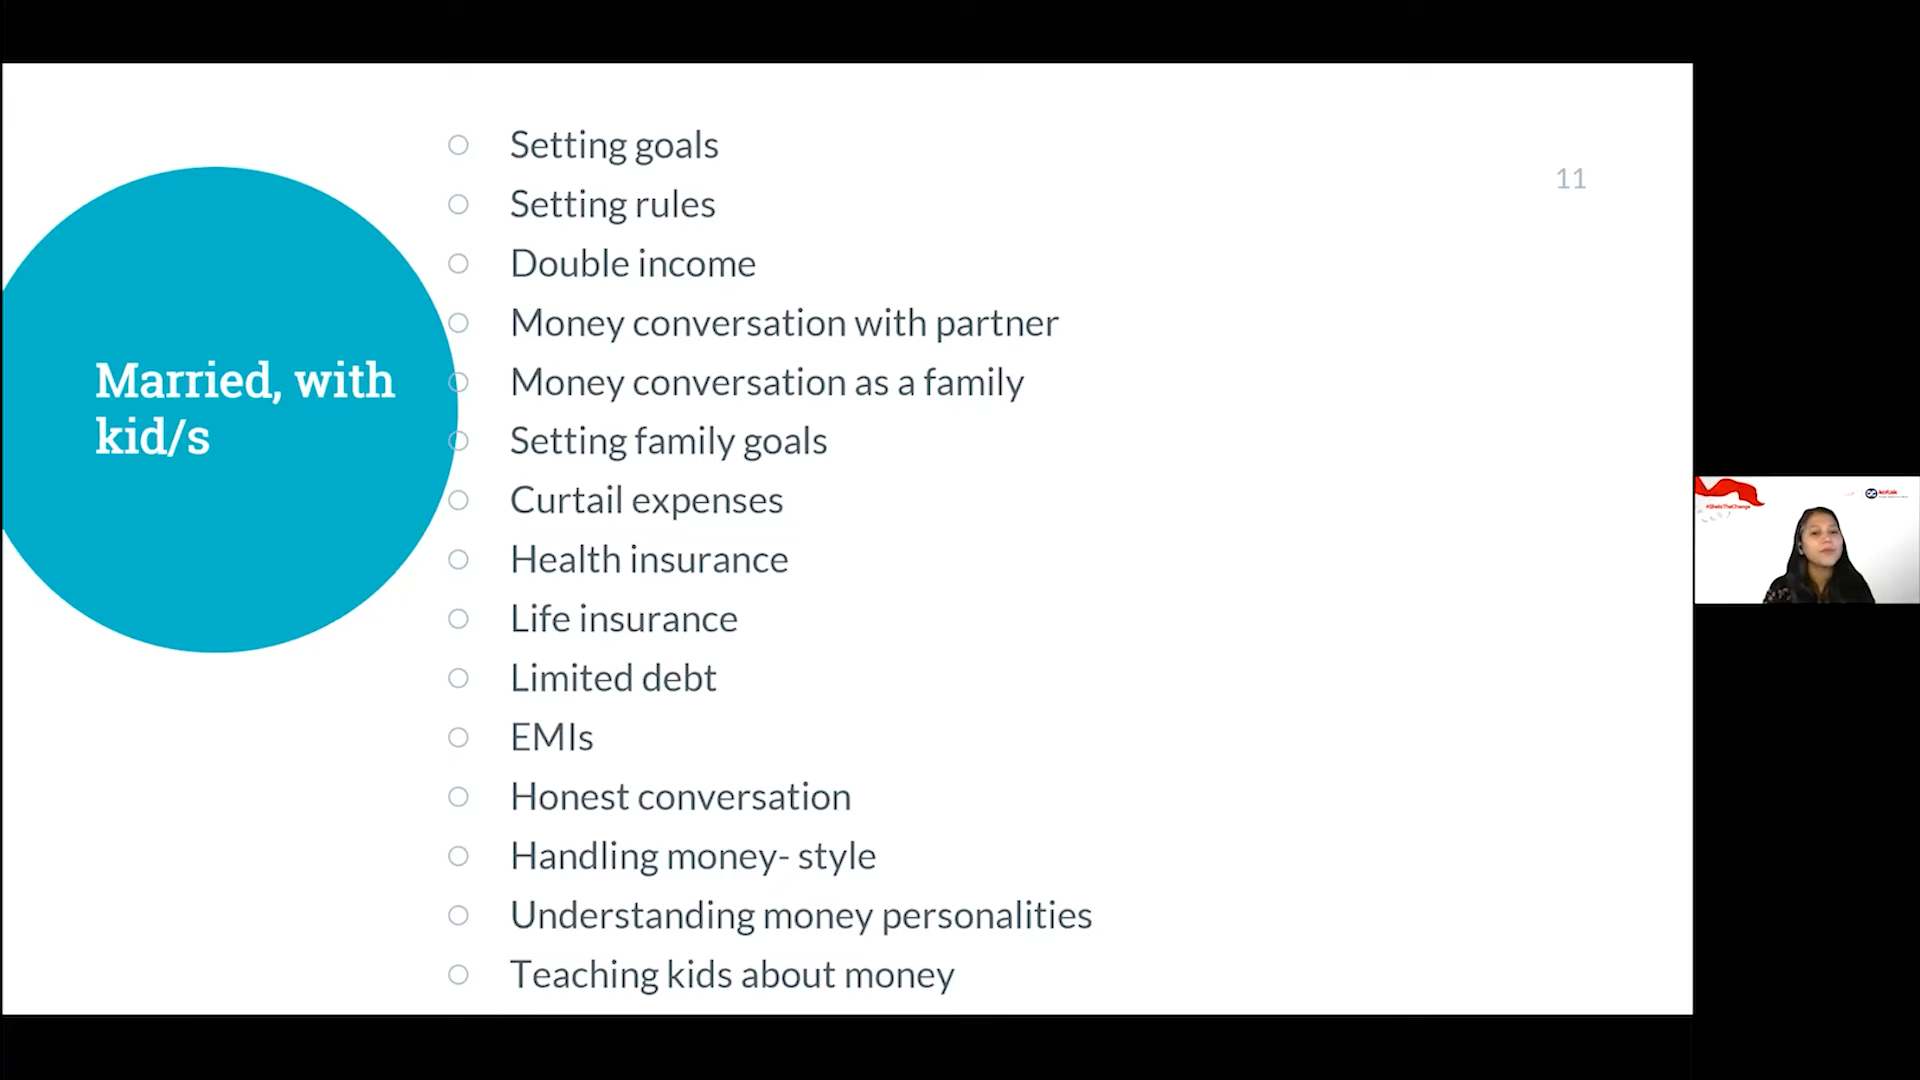 Married, with
kid/s
Setting goals
Setting rules
Double income
Money conversation with partner
Money conversation as a family
Setting family goals
Curtail expenses
Health insurance
Life insurance
Limited debt
EMIs
Honest conversation
Handling money- style
Understanding money personalities
Teaching kids about money
11
#SheIsTheChange
kotak